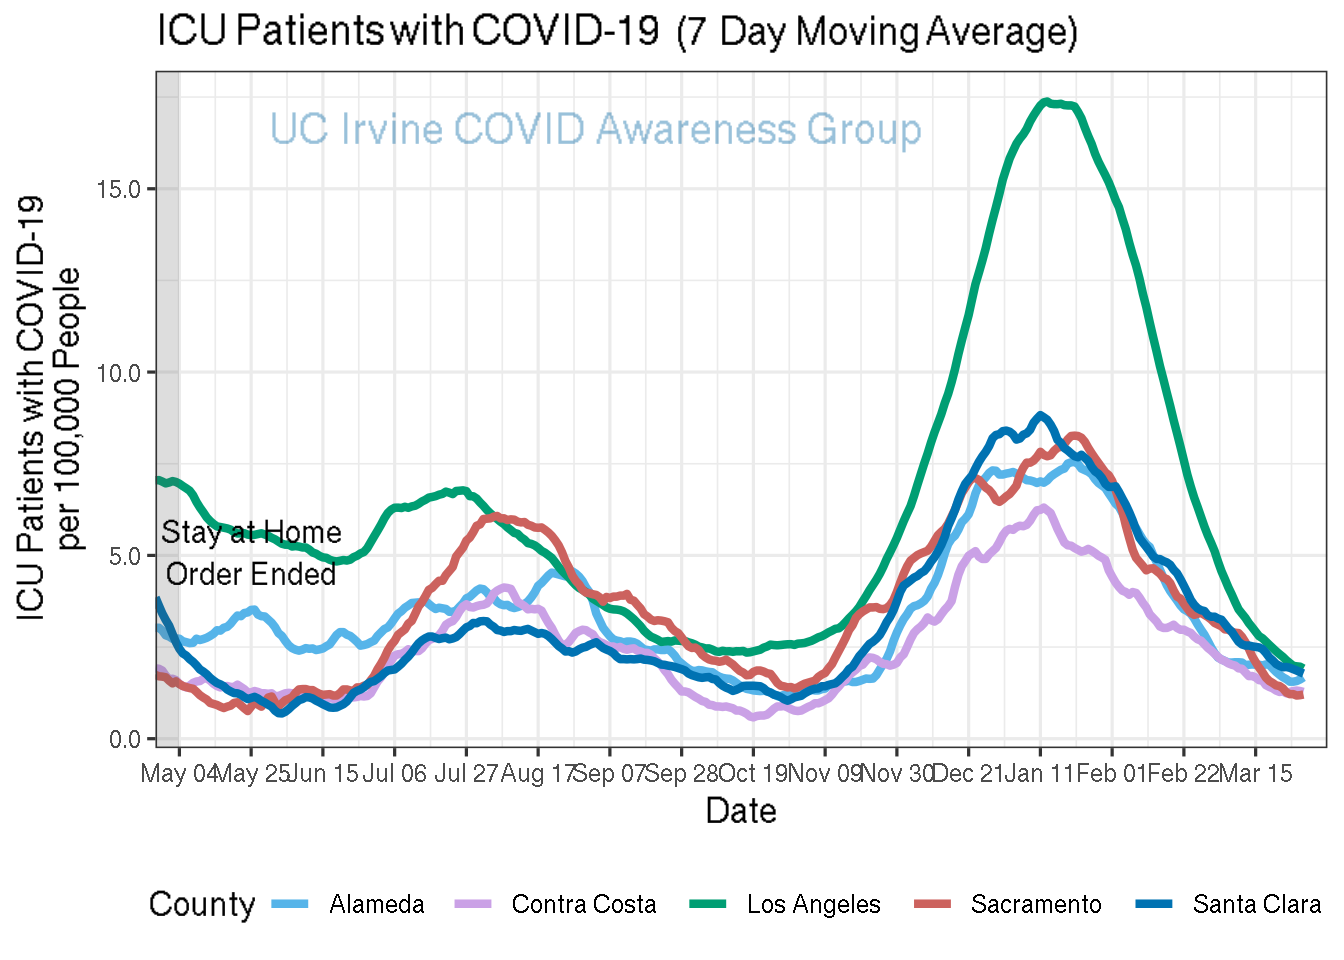 ICU Patients with COVID-19 (7 Day Moving Average)
UC Irvine COVID Awareness Group
ICU Patients with COVID-19
per 100,000 People
15.0
10.0
5.0
0.0
Stay at Home
Order Ended
May 04 May 25 Jun 15 Jul 06 Jul 27 Aug 17 Sep 07 Sep 28 Oct 19 Nov 09 Nov 30 Dec 21 Jan 11 Feb 01 Feb 22 Mar 15
Date
County Alameda Contra Costa Los Angeles Sacramento Santa Clara